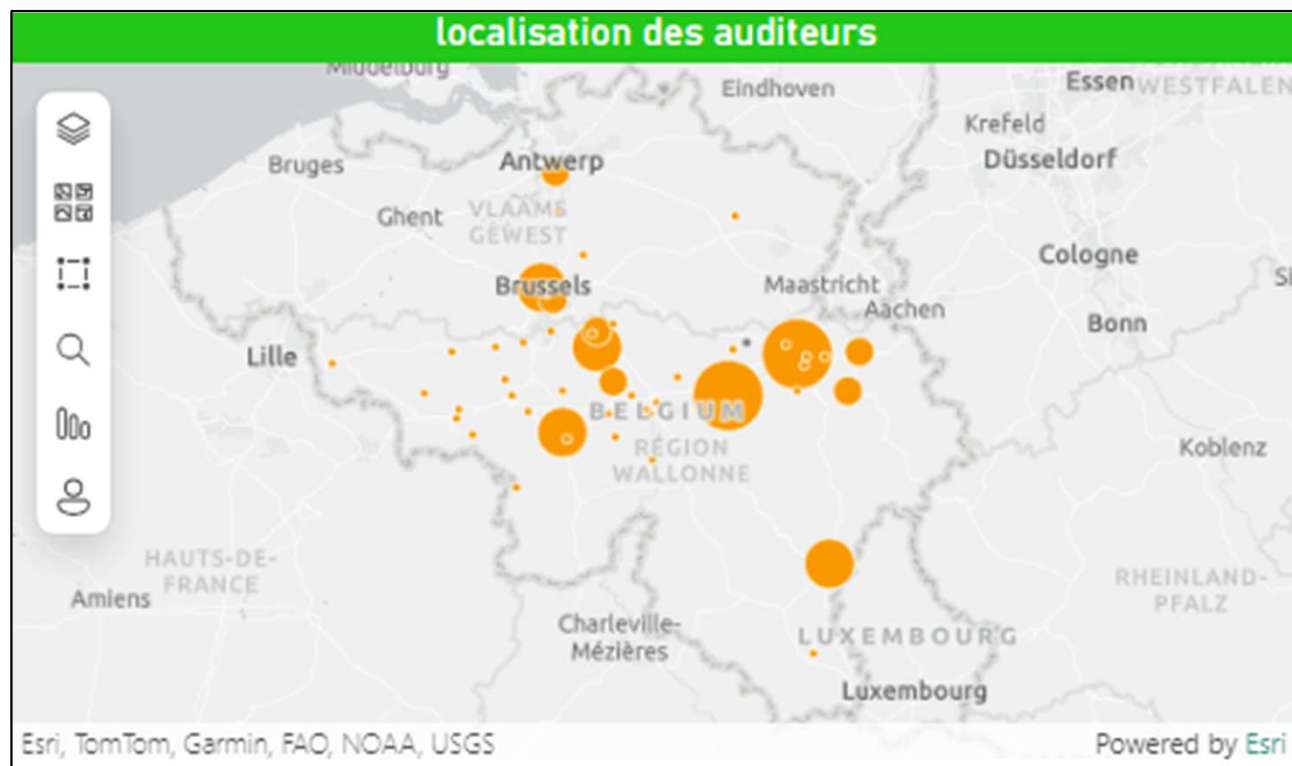 localisation des auditeurs
Middelburg
Eindhoven
Essen
WESTFALEN
Krefeld
Düsseldorf
Bruges
Antwerp
Ghent
VLAAMS
GEWEST
Cologne
Brussels
Maastricht
Aachen
Bonn
Lille
BELGIUM
RÉGION
WALLONNE
Koblenz
HAUTS-DE-
FRANCE
Amiens
RHEINLAND-
PFALZ
Charleville-
Mézières
LUXEMBOURG
Luxembourg
Esri, TomTom, Garmin, FAO, NOAA, USGS
Powered by Esri